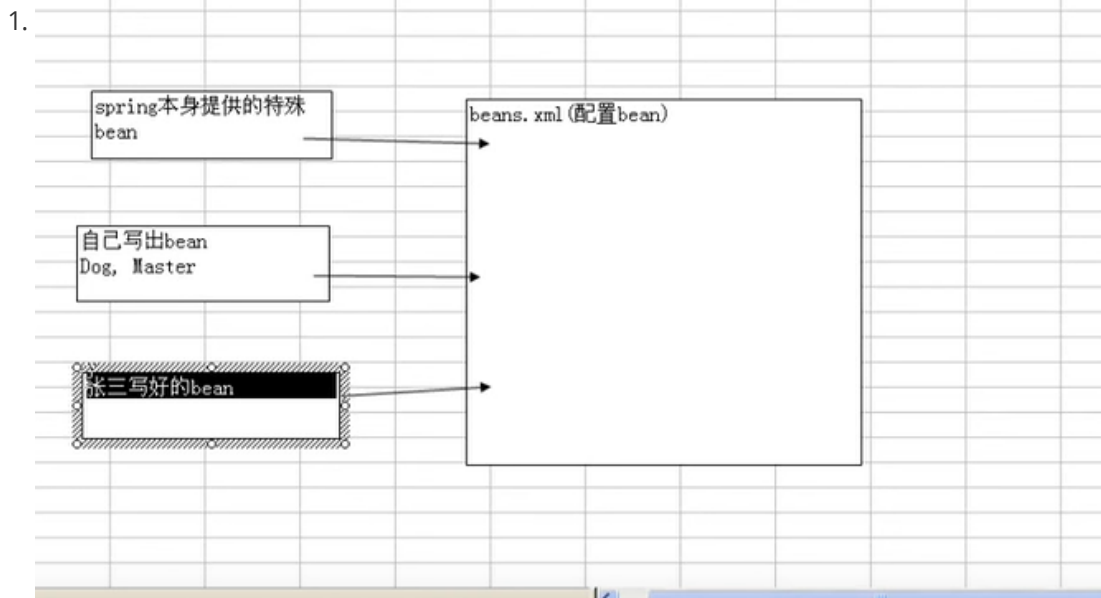 1.
spring本身提供的特殊
bean
beans.xml(配置bean)
自己写出bean
Dog, Master
张三写好的bean